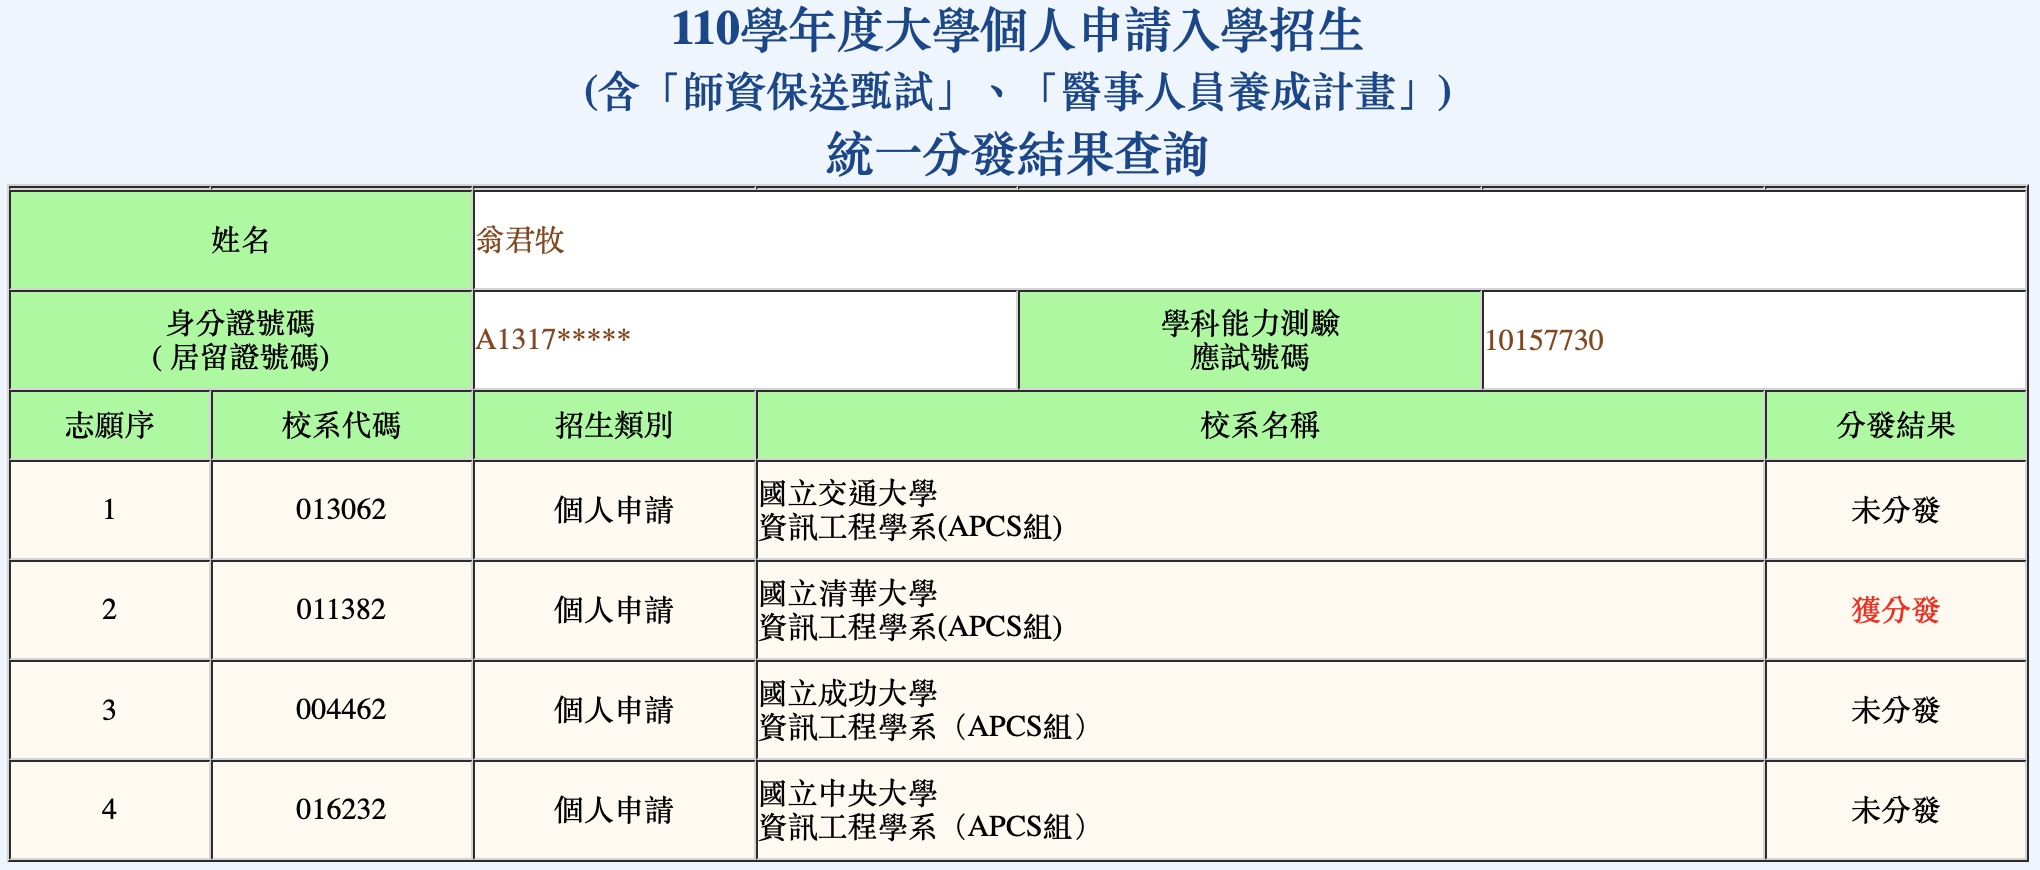 110學年度大學個人申請入學招生
(含「師資保送甄試」、「醫事人員養成計畫」)
統一分發結果查詢
姓名 翁君牧
身分證號碼
( 居留證號碼)
A1317*****
學科能力測驗
應試號碼
10157730
志願序 校系代碼 招生類別 校系名稱 分發結果
1 013062 個人申請
國立交通大學
資訊工程學系(APCS組)
未分發
2 011382 個人申請
國立清華大學
資訊工程學系(APCS組)
獲分發
3 004462 個人申請
國立成功大學
資訊工程學系（APCS組）
未分發
4 016232 個人申請
國立中央大學
資訊工程學系（APCS組）
未分發